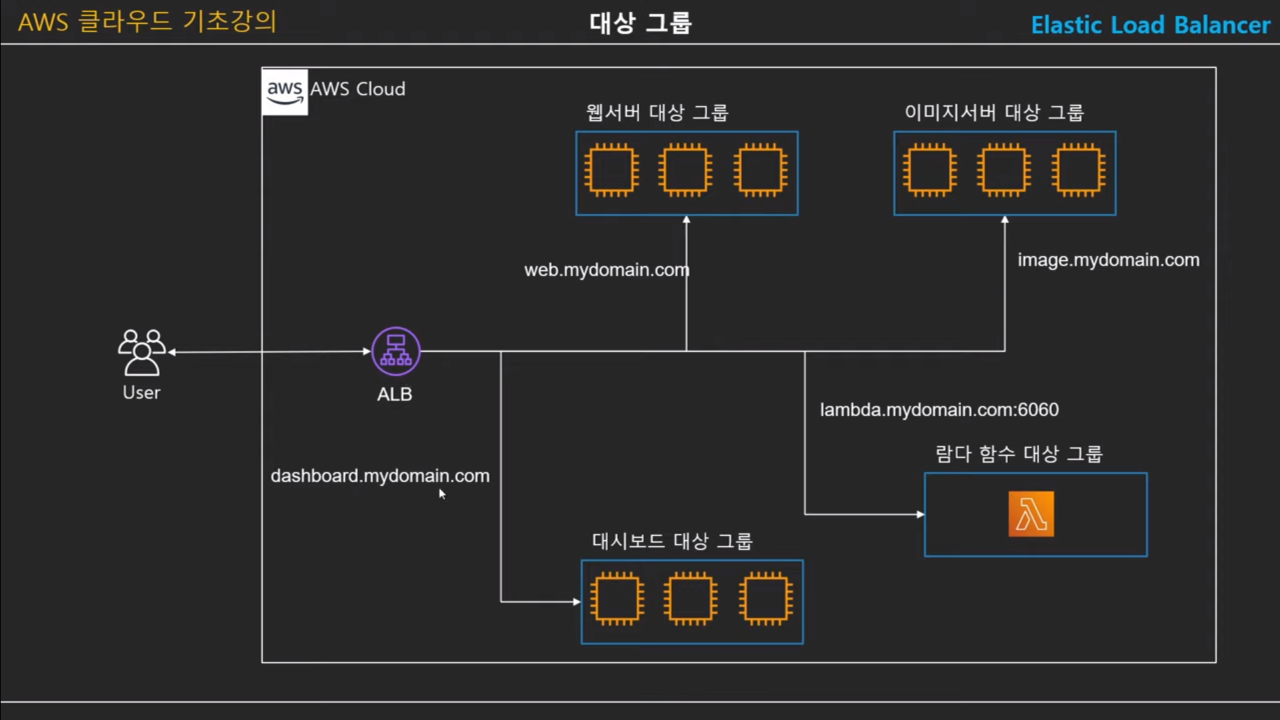 AWS 클라우드 기초강의
대상 그룹
Elastic Load Balancer
aws
AWS Cloud
웹서버 대상 그룹
이미지서버 대상 그룹
web.mydomain.com
image.mydomain.com
User
ALB
lambda.mydomain.com:6060
람다 함수 대상 그룹
dashboard.mydomain.com
대시보드 대상 그룹